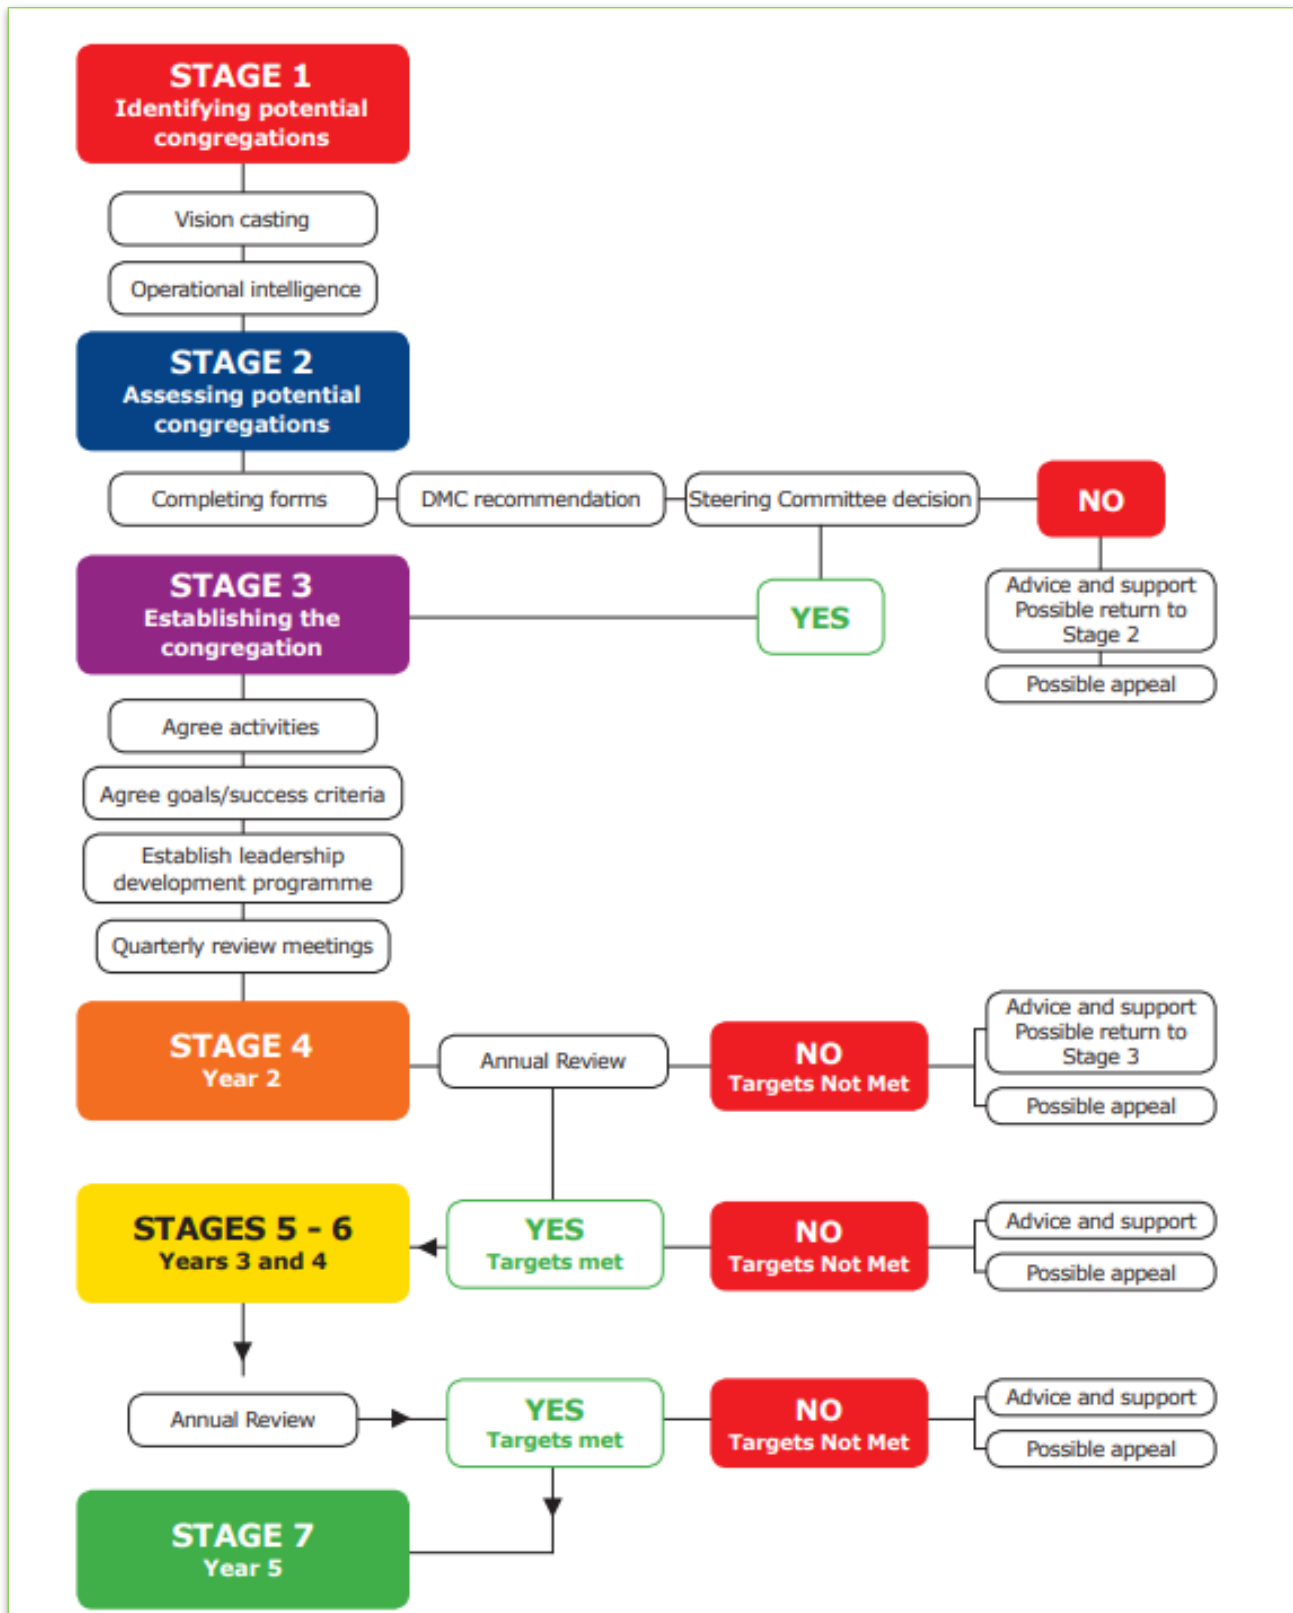 STAGE 1
Identifying potential
congregations
Vision casting
Operational intelligence
STAGE 2
Assessing potential
congregations
Completing forms
DMC recommendation
Steering Committee decision
NO
Advice and support
Possible return to
Stage 2
Possible appeal
YES
STAGE 3
Establishing the
congregation
Agree activities
Agree goals/success criteria
Establish leadership
development programme
Quarterly review meetings
STAGE 4
Year 2
Annual Review
NO
Targets Not Met
Advice and support
Possible return to
Stage 3
Possible appeal
STAGES 5 - 6
Years 3 and 4
YES
Targets met
NO
Targets Not Met
Advice and support
Possible appeal
Annual Review
YES
Targets met
NO
Targets Not Met
Advice and support
Possible appeal
STAGE 7
Year 5